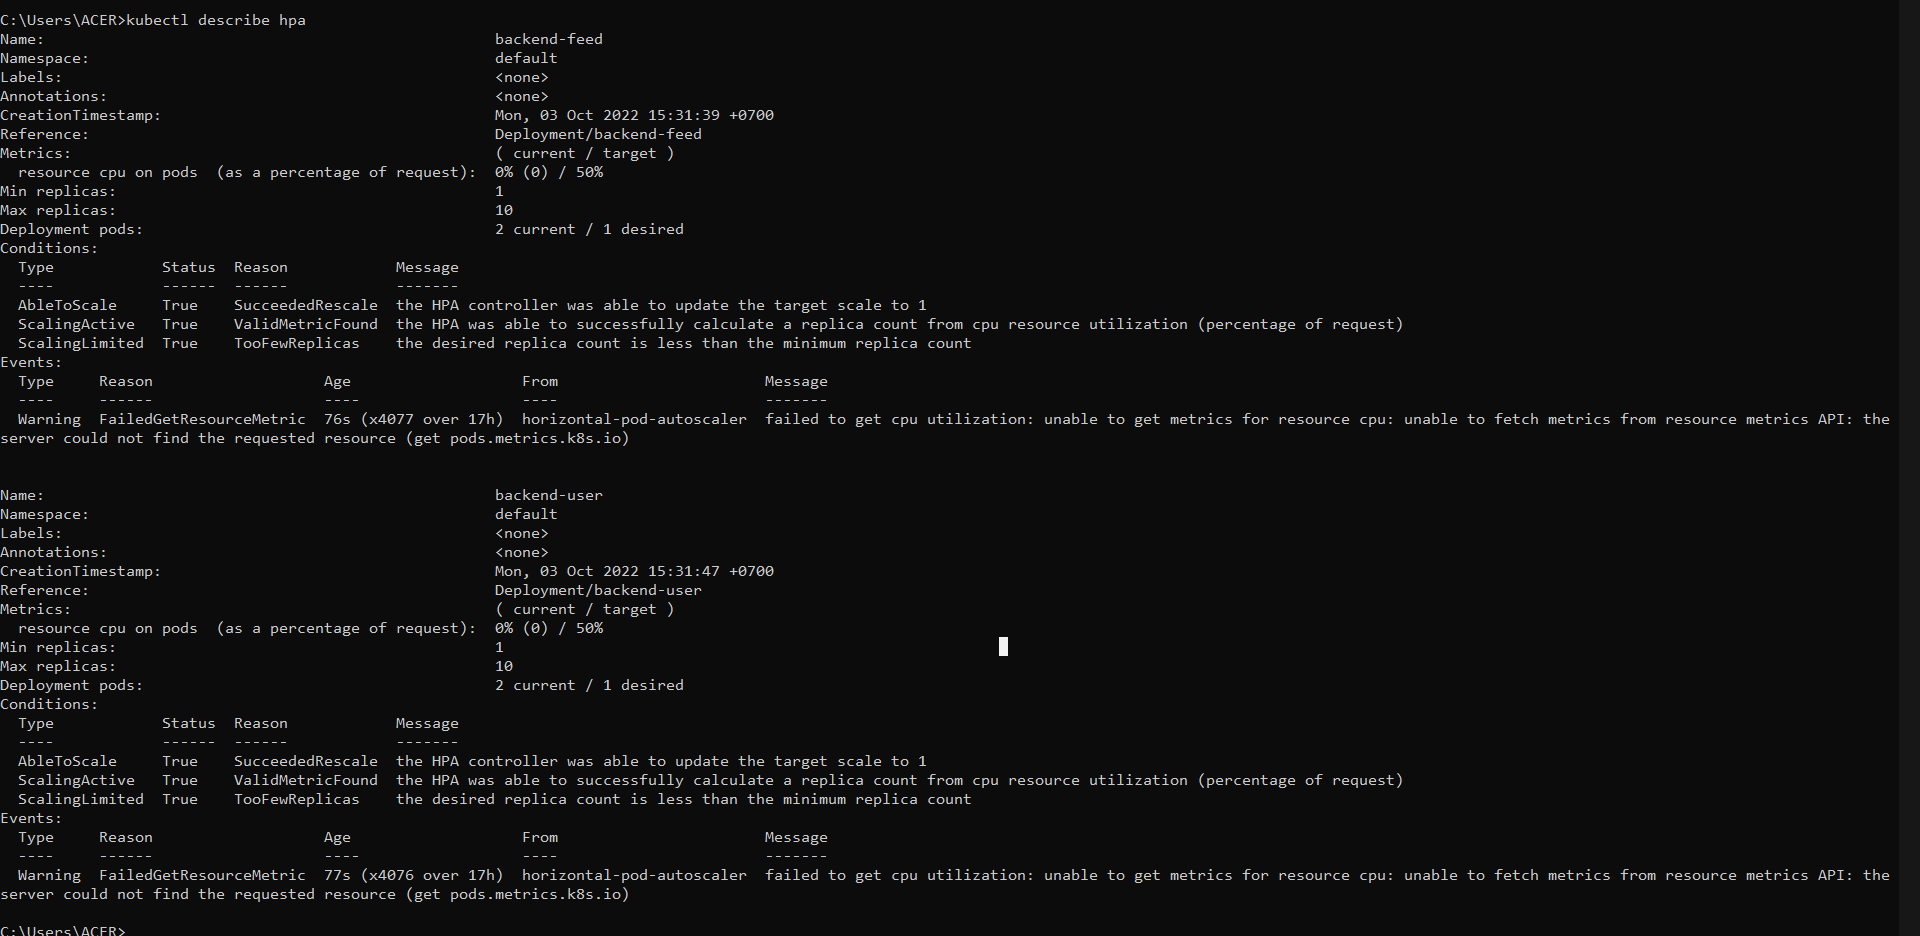 C:\Users\ACER>kubectl describe hpa
Name:                                                  backend-feed
Namespace:                                             default
Labels:                                                <none>
Annotations:                                           <none>
CreationTimestamp:                                     Mon, 03 Oct 2022 15:31:39 +0700
Reference:                                             Deployment/backend-feed
Metrics:                                               ( current / target )
  resource cpu on pods  (as a percentage of request):  0% (0) / 50%
Min replicas:                                          1
Max replicas:                                          10
Deployment pods:                                       2 current / 1 desired
Conditions:
  Type            Status  Reason            Message
  ----            ------  ------            -------
  AbleToScale     True    SucceededRescale  the HPA controller was able to update the target scale to 1
  ScalingActive   True    ValidMetricFound  the HPA was able to successfully calculate a replica count from cpu resource utilization (percentage of request)
  ScalingLimited  True    TooFewReplicas    the desired replica count is less than the minimum replica count
Events:
  Type     Reason                   Age                   From                       Message
  ----     ------                   ----                  ----                       -------
  Warning  FailedGetResourceMetric  76s (x4077 over 17h)  horizontal-pod-autoscaler  failed to get cpu utilization: unable to get metrics for resource cpu: unable to fetch metrics from resource metrics API: the
server could not find the requested resource (get pods.metrics.k8s.io)
Name:                                                  backend-user
Namespace:                                             default
Labels:                                                <none>
Annotations:                                           <none>
CreationTimestamp:                                     Mon, 03 Oct 2022 15:31:47 +0700
Reference:                                             Deployment/backend-user
Metrics:                                               ( current / target )
  resource cpu on pods  (as a percentage of request):  0% (0) / 50%
Min replicas:                                          1
Max replicas:                                          10
Deployment pods:                                       2 current / 1 desired
Conditions:
  Type            Status  Reason            Message
  ----            ------  ------            -------
  AbleToScale     True    SucceededRescale  the HPA controller was able to update the target scale to 1
  ScalingActive   True    ValidMetricFound  the HPA was able to successfully calculate a replica count from cpu resource utilization (percentage of request)
  ScalingLimited  True    TooFewReplicas    the desired replica count is less than the minimum replica count
Events:
  Type     Reason                   Age                   From                       Message
  ----     ------                   ----                  ----                       -------
  Warning  FailedGetResourceMetric  77s (x4076 over 17h)  horizontal-pod-autoscaler  failed to get cpu utilization: unable to get metrics for resource cpu: unable to fetch metrics from resource metrics API: the
server could not find the requested resource (get pods.metrics.k8s.io)
C:\Users\ACER>